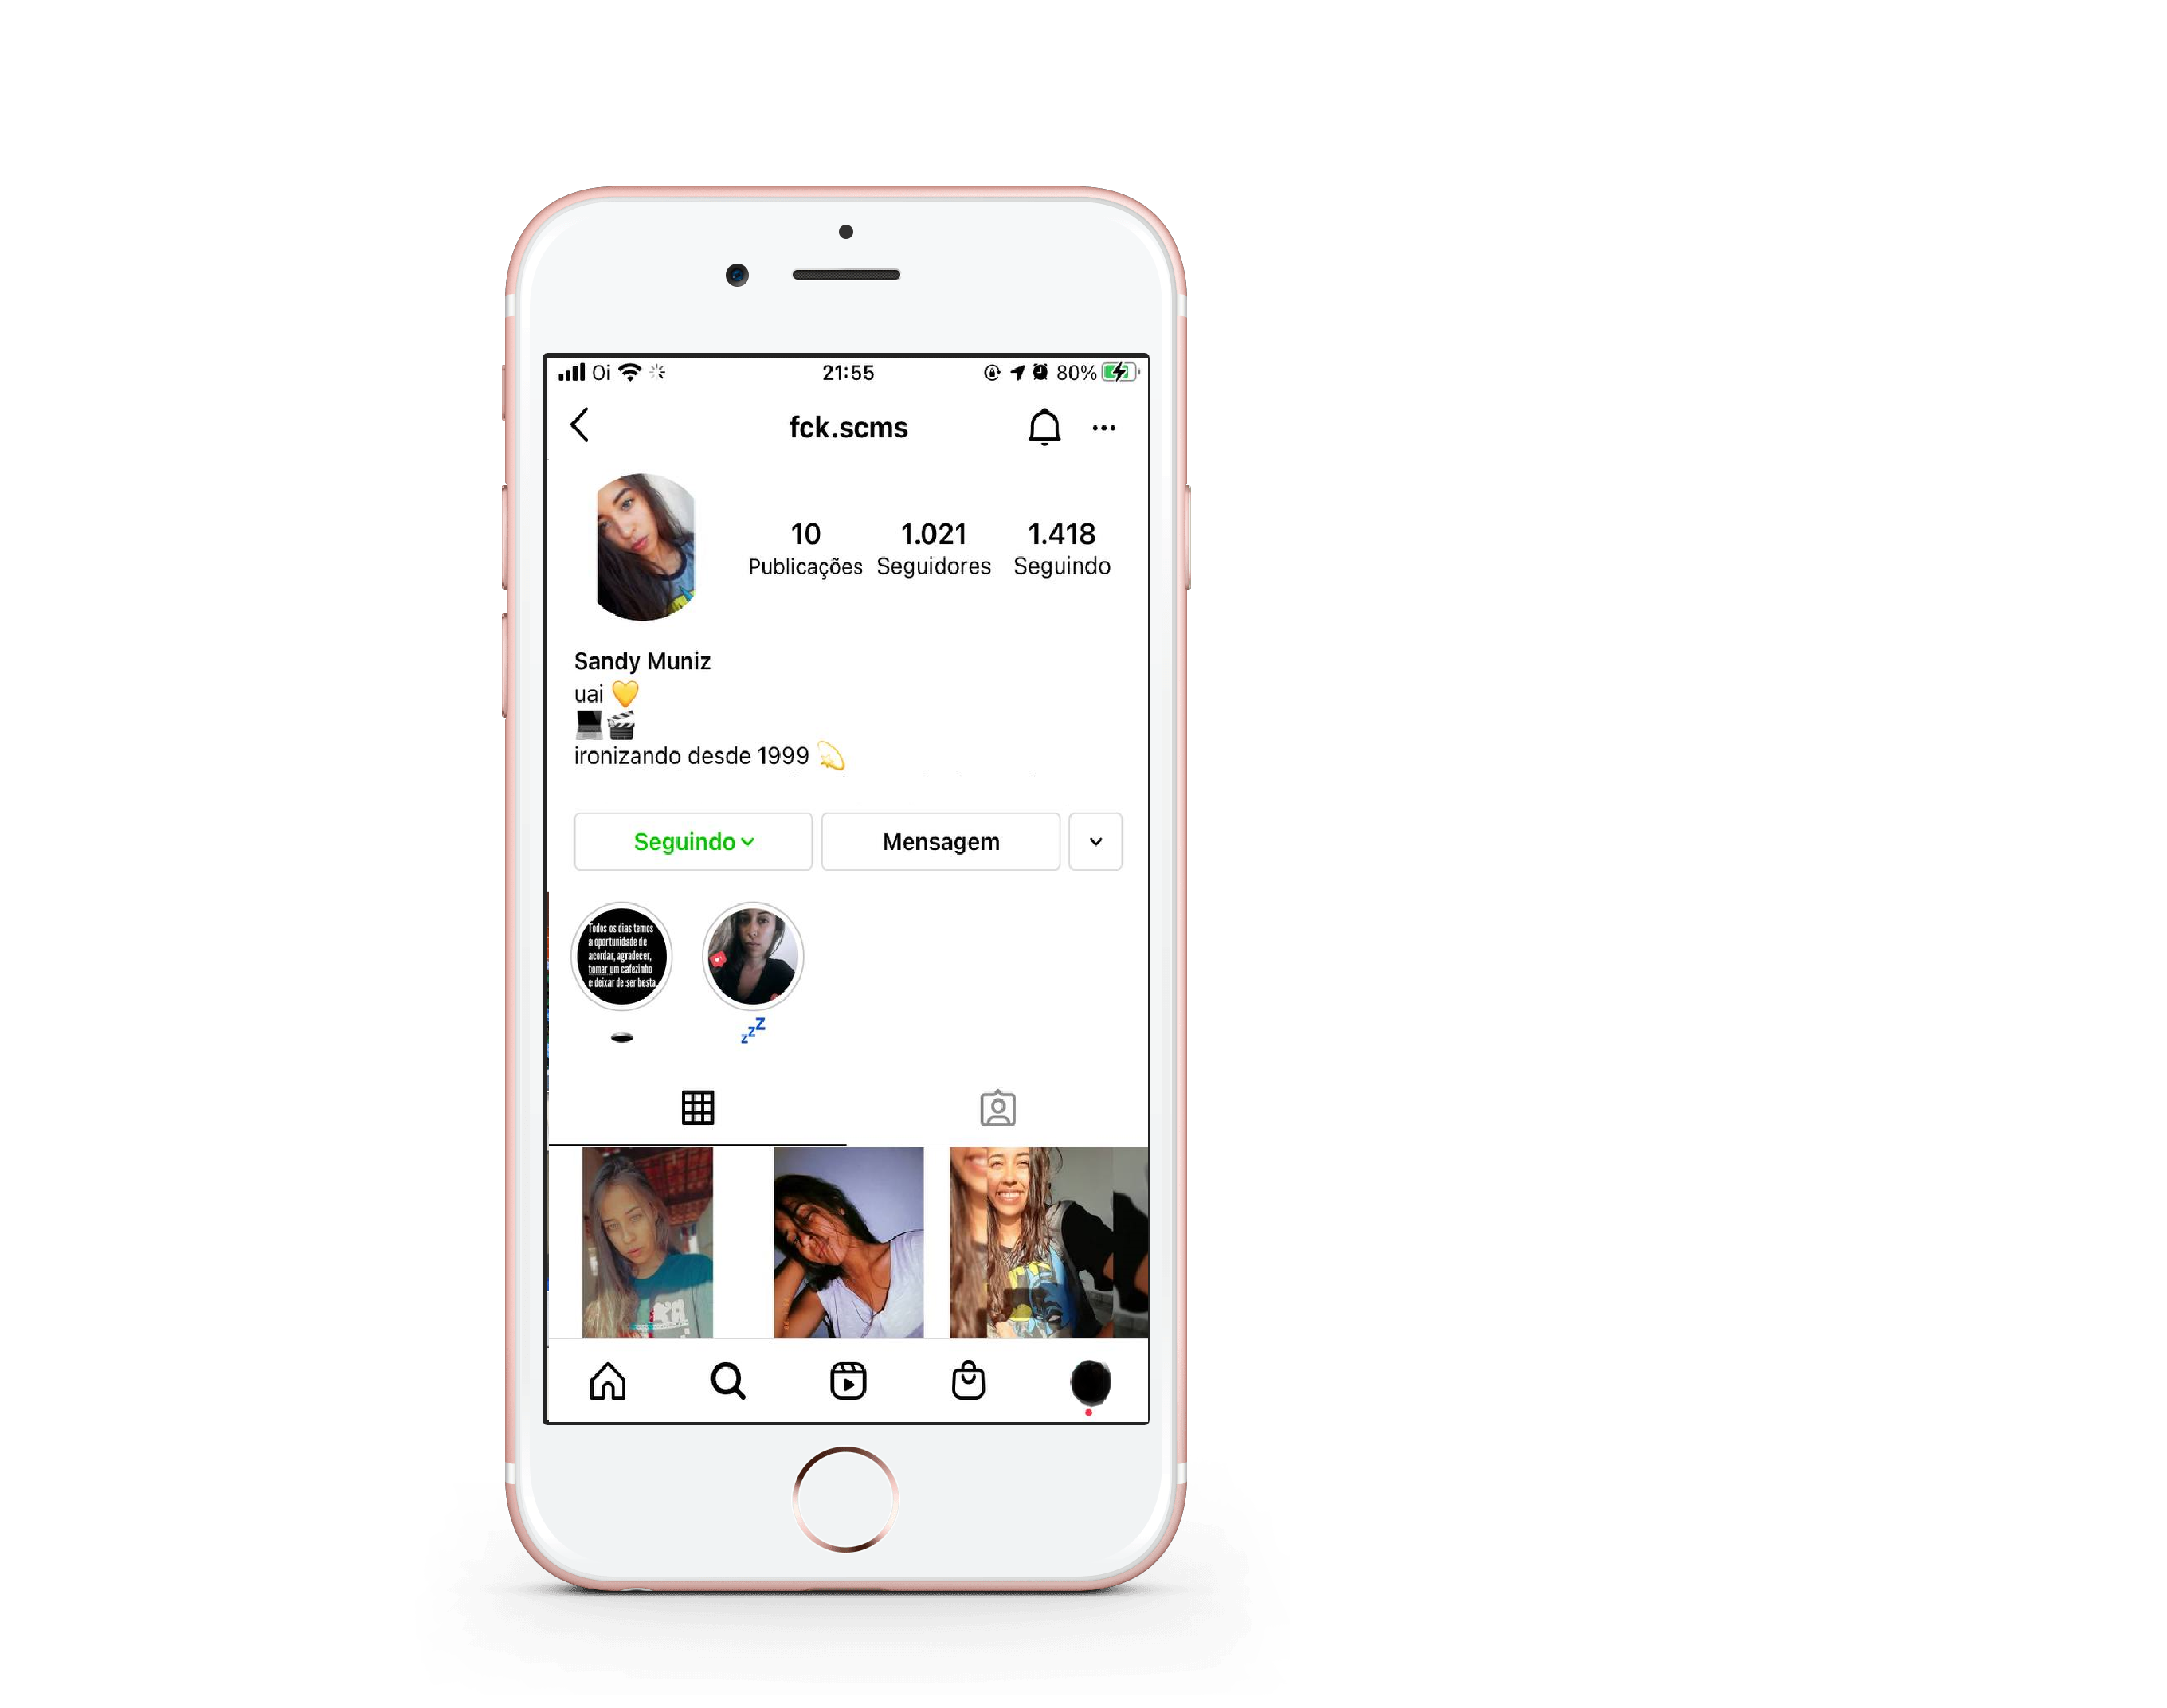 Oi 21:55 80%
fck.scms
10 1.021 1.418
Publicações Seguidores Seguindo
Sandy Muniz
uai 💛
💻🎬
ironizando desde 1999 💫
Seguindo Mensagem
Todos os dias temos
a oportunidade de
acordar, agradecer,
tomar um cafezinho
e deixar de ser besta
💤